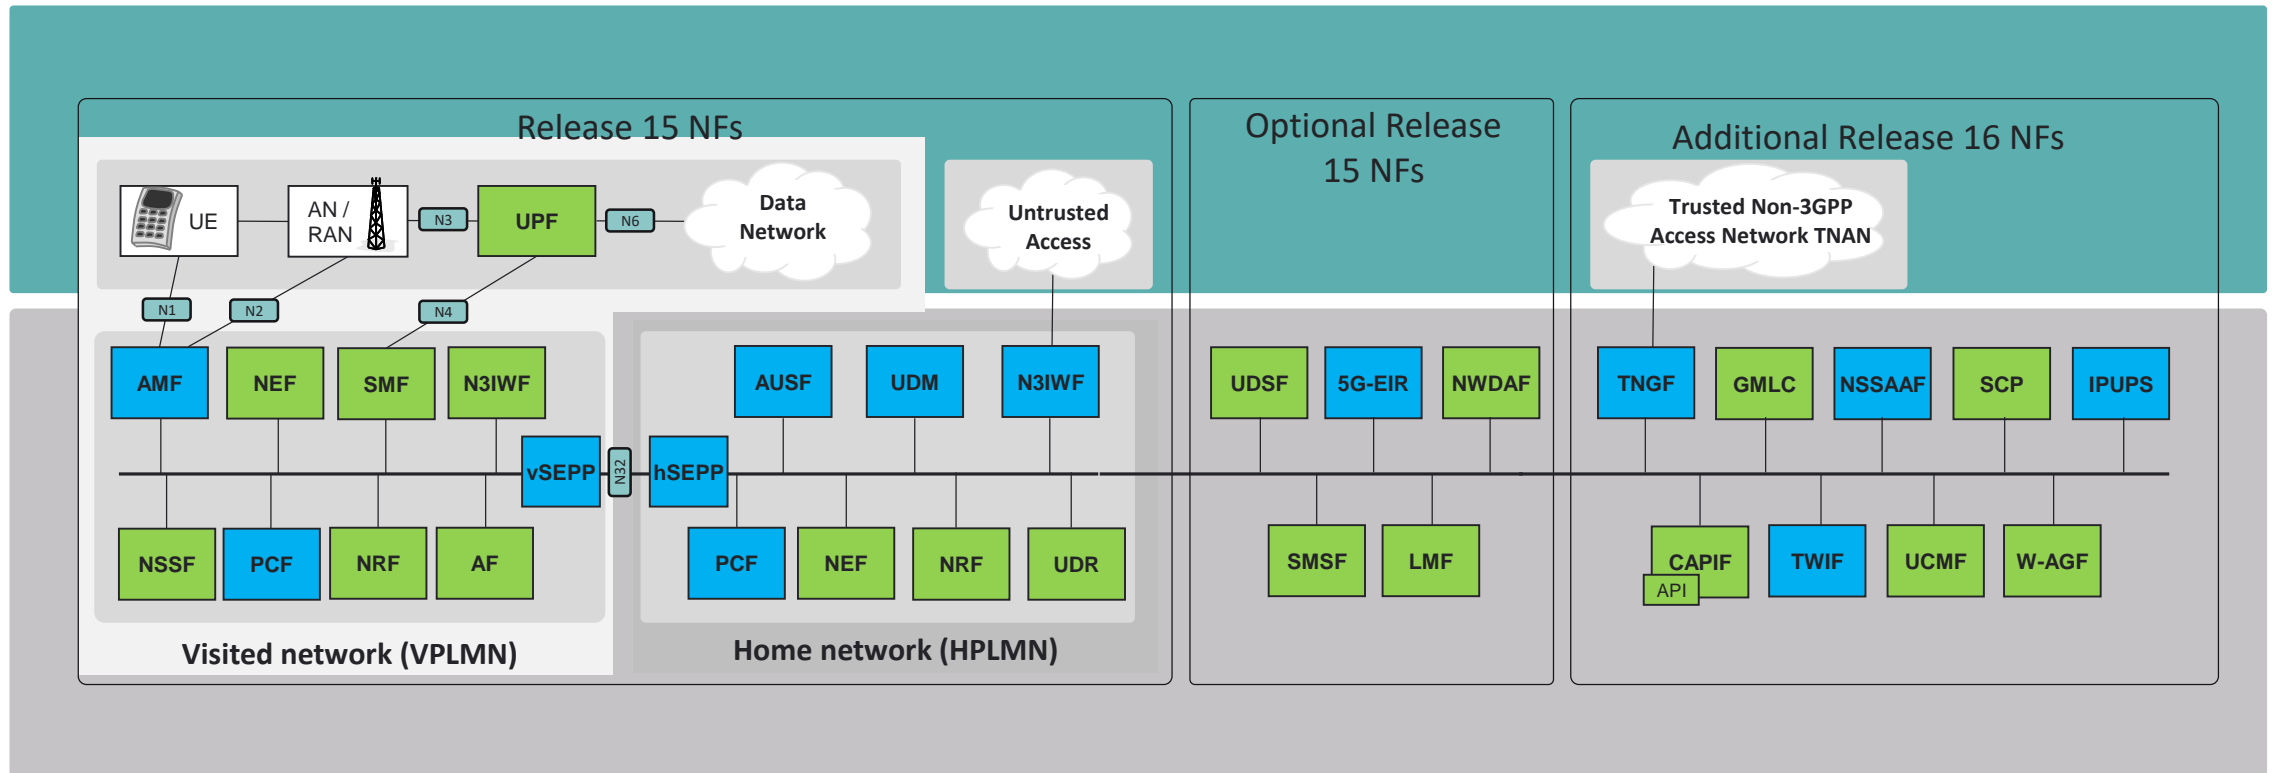 Release 15 NFs
Optional Release
15 NFs
Additional Release 16 NFs
UE
AN /
RAN
N3
UPF
N6
Data
Network
Untrusted
Access
Trusted Non-3GPP
Access Network TNAN
N1
N2
N4
AMF
NEF
SMF
N3IWF
AUSF
UDM
N3IWF
UDSF
5G-EIR
NWDAF
TNGF
GMLC
NSSAAF
SCP
IPUPS
vSEPP
N32
hSEPP
NSSF
PCF
NRF
AF
PCF
NEF
NRF
UDR
SMSF
LMF
CAPIF
API
TWIF
UCMF
W-AGF
Visited network (VPLMN)
Home network (HPLMN)